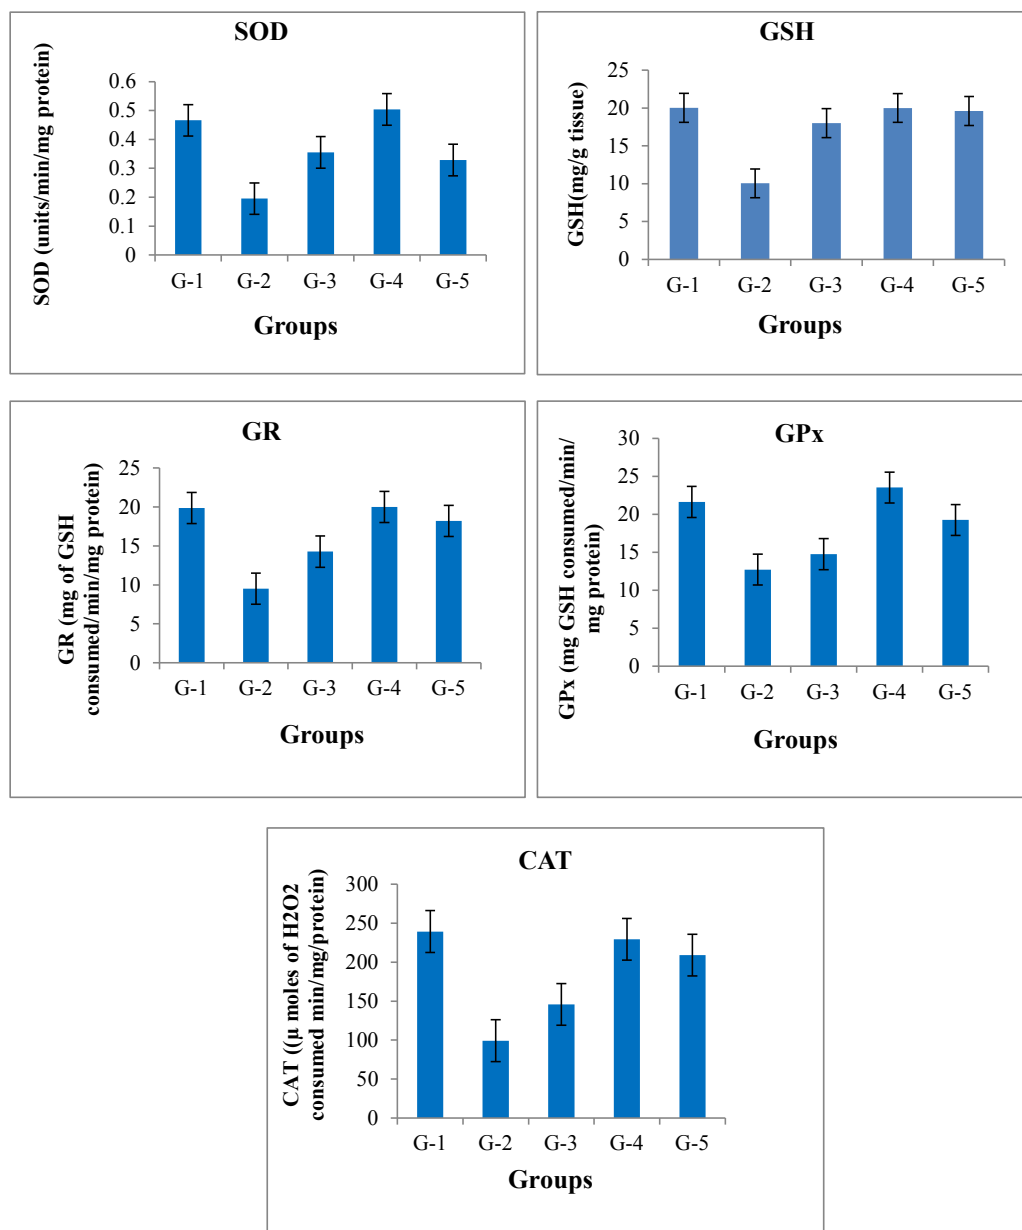 SOD
SOD (units/min/mg protein)
0.6
0.5
0.4
0.3
0.2
0.1
0
G-1 G-2 G-3 G-4 G-5
Groups
GSH
GSH(mg/g tissue)
25
20
15
10
5
0
G-1 G-2 G-3 G-4 G-5
Groups
GR
GR (mg of GSH
consumed/min/mg protein)
25
20
15
10
5
0
G-1 G-2 G-3 G-4 G-5
Groups
GPx
GPx (mg GSH consumed/min/
mg protein)
30
25
20
15
10
5
0
G-1 G-2 G-3 G-4 G-5
Groups
CAT
CAT ((µ moles of H2O2
consumed min/mg/protein)
300
250
200
150
100
50
0
G-1 G-2 G-3 G-4 G-5
Groups